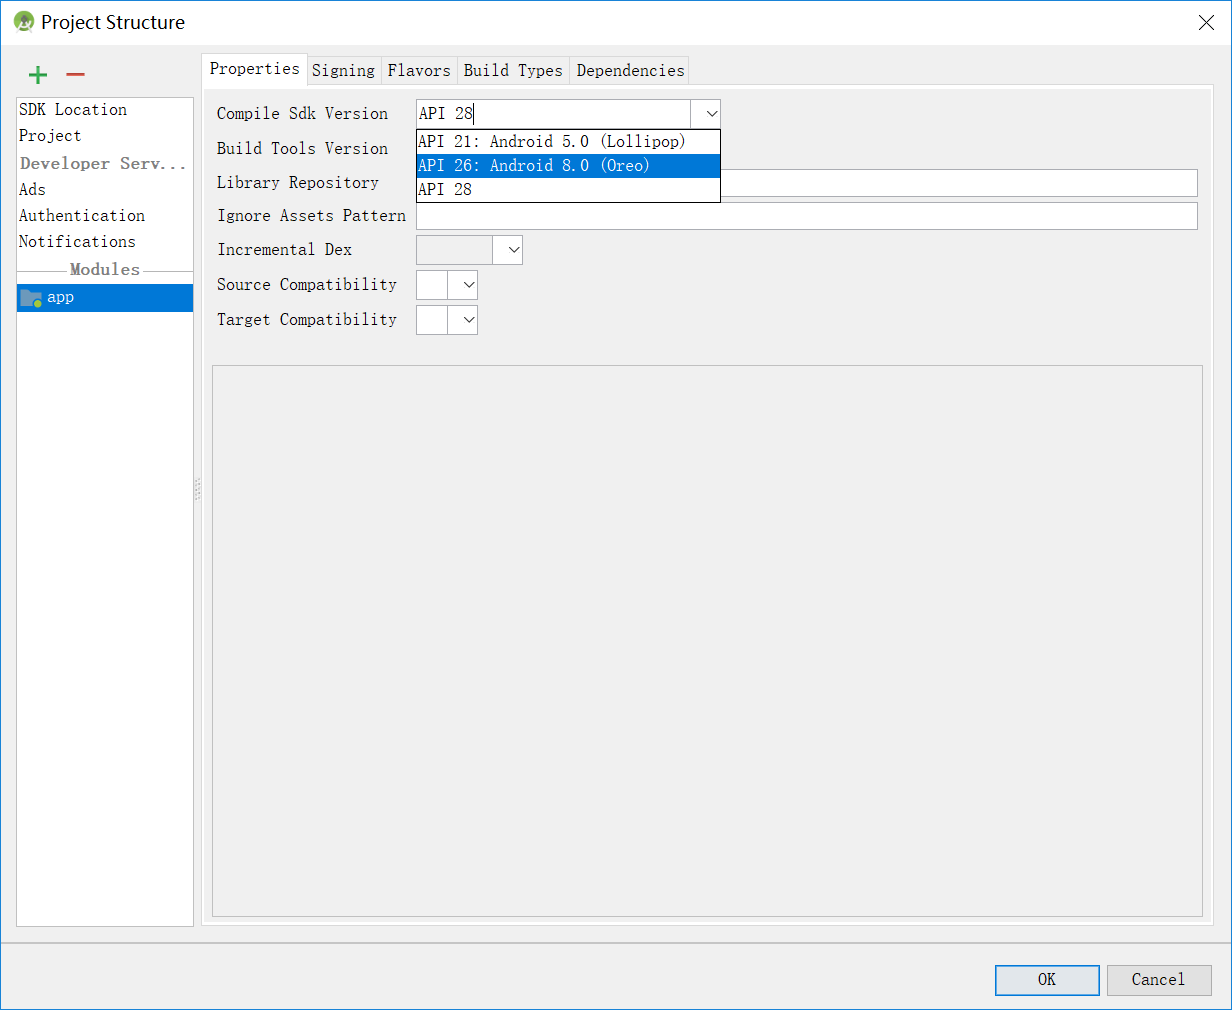 Project Structure
SDK Location
Project
Developer Serv...
Ads
Authentication
Notifications
Modules
app
Properties
Signing
Flavors
Build Types
Dependencies
Compile Sdk Version
API 28
API 21: Android 5.0 (Lollipop)
API 26: Android 8.0 (Oreo)
API 28
Build Tools Version
Library Repository
Ignore Assets Pattern
Incremental Dex
Source Compatibility
Target Compatibility
OK
Cancel